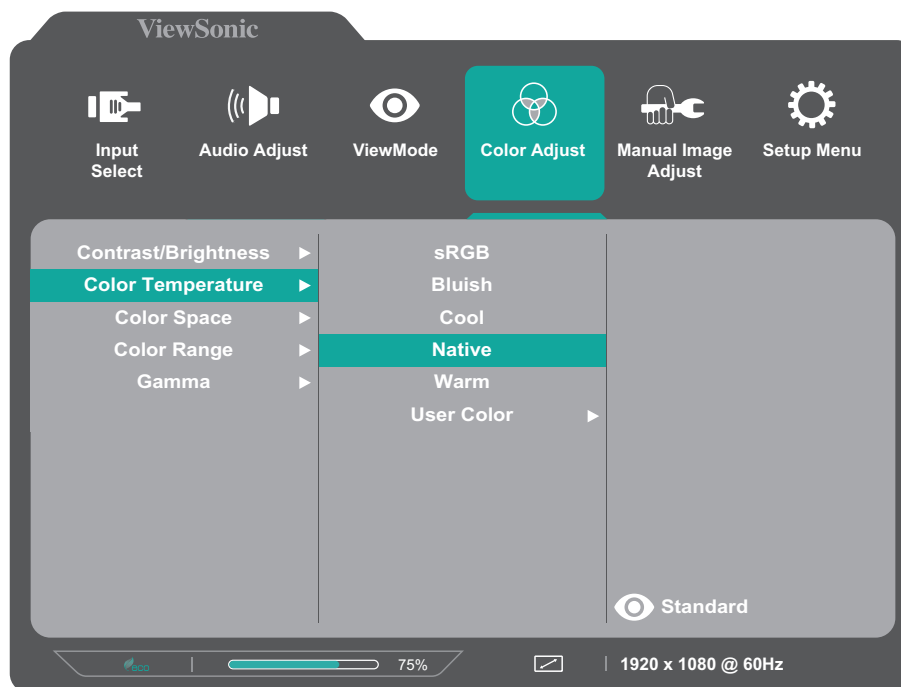 ViewSonic
Input
Select
Audio Adjust
ViewMode
Color Adjust
Manual Image
Adjust
Setup Menu
Contrast/Brightness
Color Temperature
Color Space
Color Range
Gamma
sRGB
Bluish
Cool
Native
Warm
User Color
Standard
eco
75%
1920 x 1080 @ 60Hz